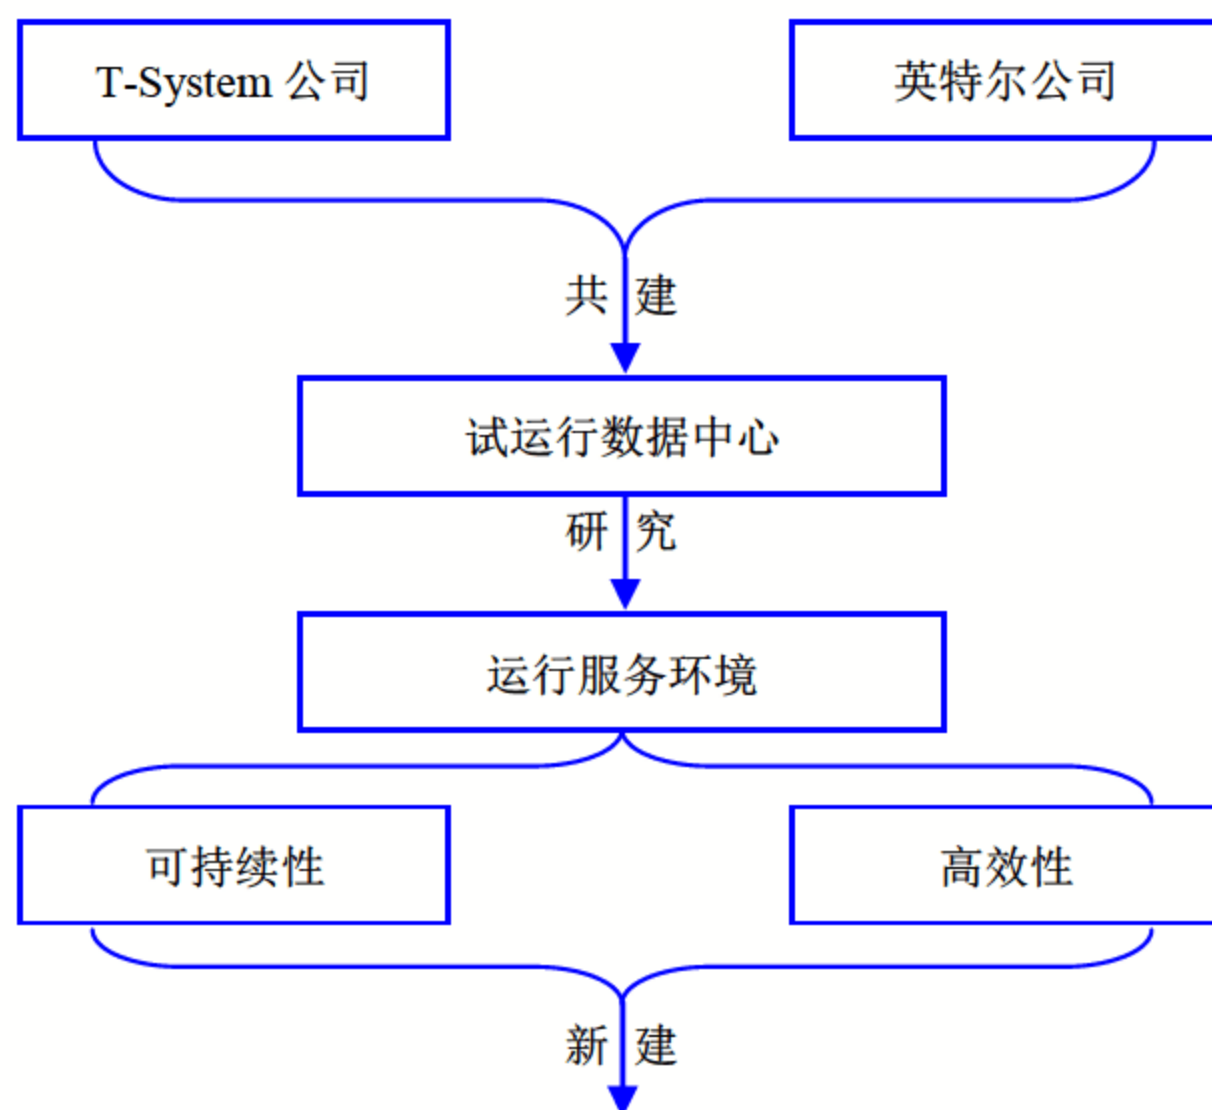 T-System 公司
英特尔公司
共 建
试运行数据中心
研 究
运行服务环境
可持续性
高效性
新 建